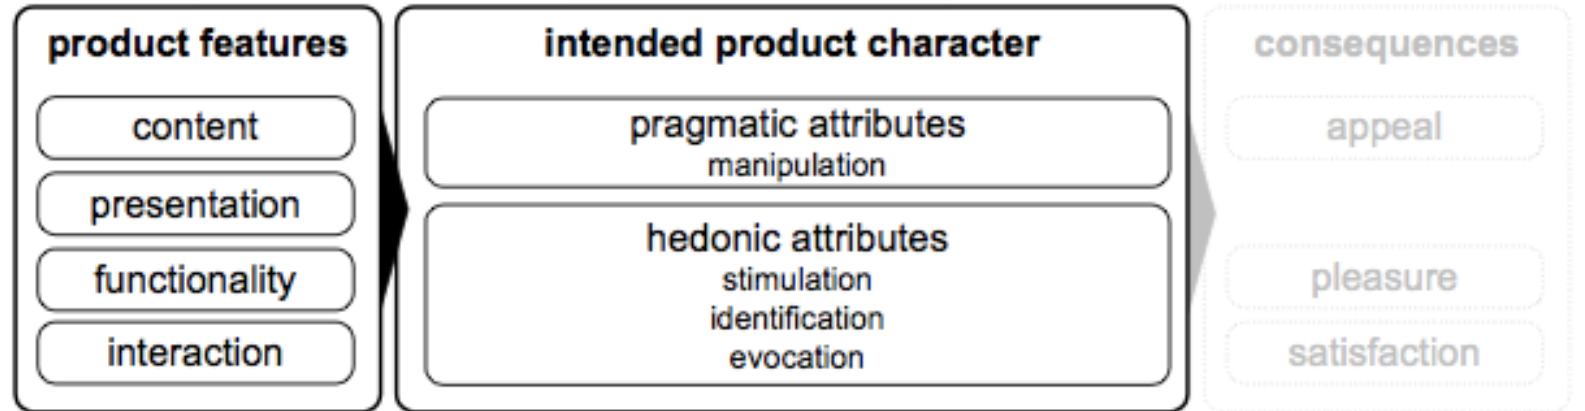 product features
content
presentation
functionality
interaction
intended product character
pragmatic attributes
manipulation
hedonic attributes
stimulation
identification
evocation
consequences
appeal
pleasure
satisfaction